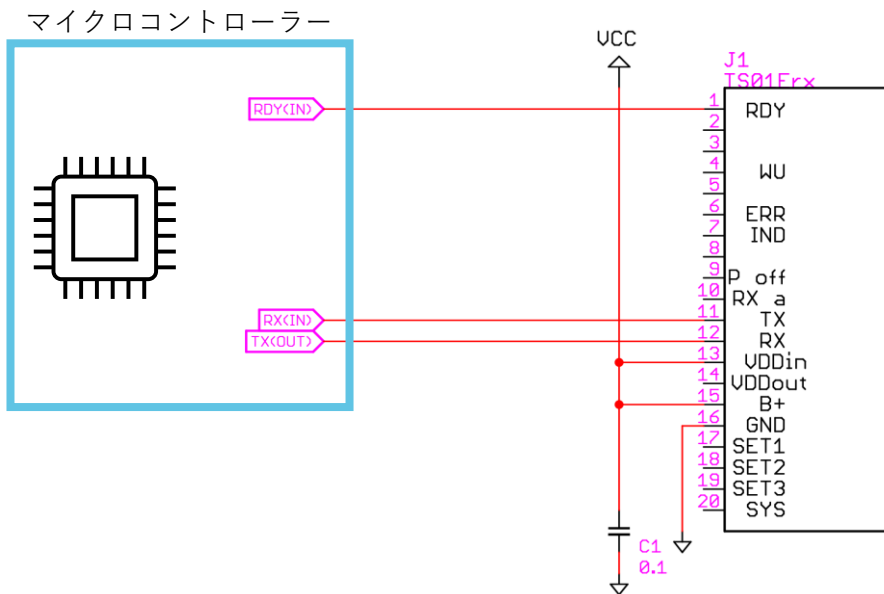 マイクロコントローラー
VCC
J1
TS01Erx
RDY(IN)
1 RDY
2
3
4 WU
5
6 ERR
7 IND
8
9 P off
10 RX a
RX(IN)
11 TX
TX(OUT)
12 RX
13 VDDin
14 VDDout
15 B+
16 GND
17 SET1
18 SET2
19 SET3
20 SYS
C1
0.1